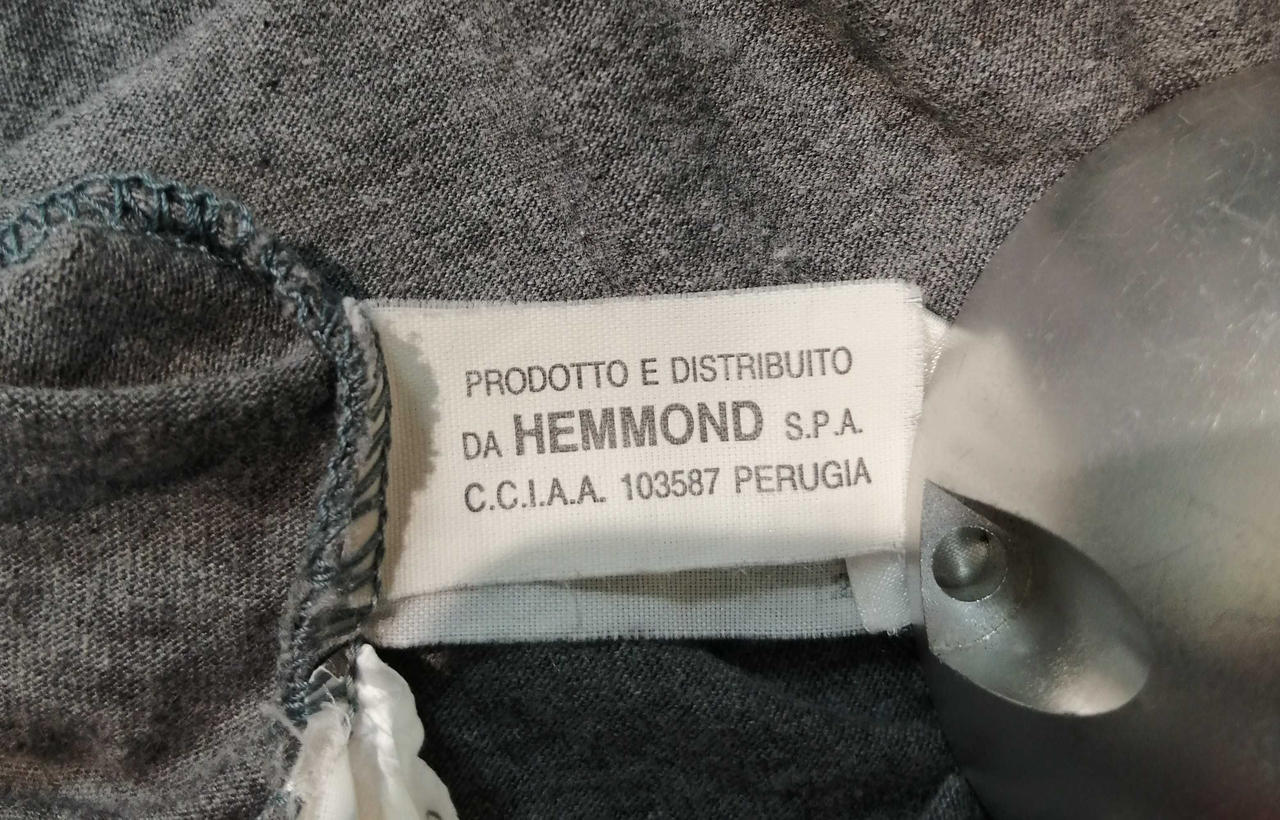 PRODOTTO E DISTRIBUITO
DA HEMMOND S.P.A.
C.C.I.A.A. 103587 PERUGIA